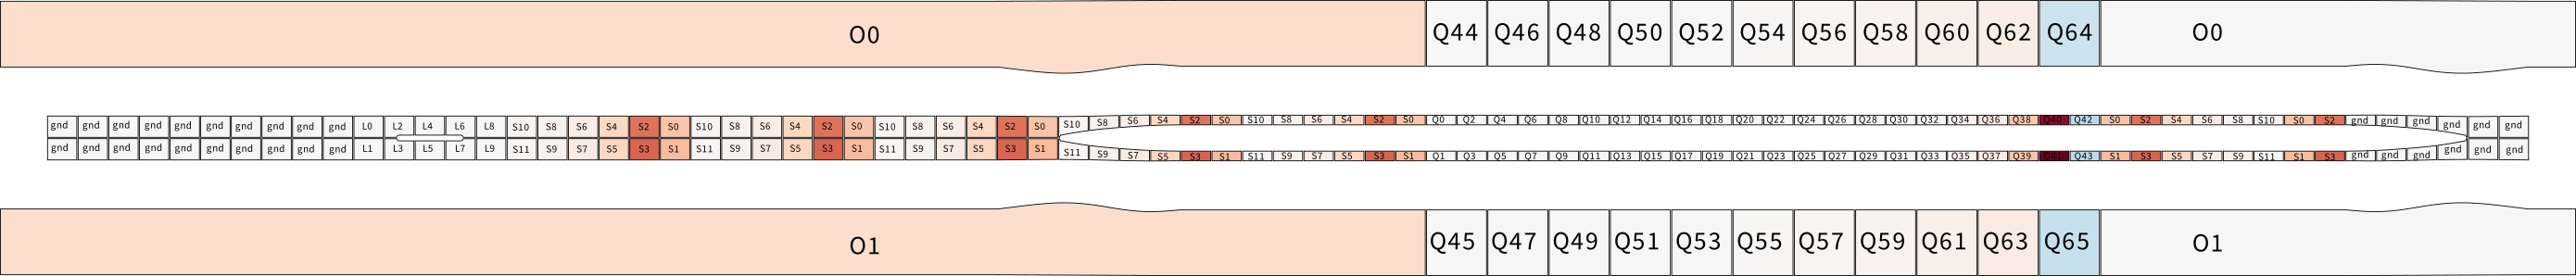 O0 Q44 Q46 Q48 Q50 Q52 Q54 Q56 Q58 Q60 Q62 Q64 O0
gnd gnd gnd gnd gnd gnd gnd gnd gnd gnd L0 L2 L4 L6 L8 S10 S8 S6 S4 S2 S0 S10 S8 S6 S4 S2 S0 S10 S8 S6 S4 S2 S0 S10 S8 S6 S4 S2 S0 S10 S8 S6 S4 S2 S0 Q0 Q2 Q4 Q6 Q8 Q10 Q12 Q14 Q16 Q18 Q20 Q22 Q24 Q26 Q28 Q30 Q32 Q34 Q36 Q38 Q40 Q42 S0 S2 S4 S6 S8 S10 S0 S2 gnd gnd gnd gnd gnd gnd
gnd gnd gnd gnd gnd gnd gnd gnd gnd gnd L1 L3 L5 L7 L9 S11 S9 S7 S5 S3 S1 S11 S9 S7 S5 S3 S1 S11 S9 S7 S5 S3 S1 S11 S9 S7 S5 S3 S1 S11 S9 S7 S5 S3 S1 Q1 Q3 Q5 Q7 Q9 Q11 Q13 Q15 Q17 Q19 Q21 Q23 Q25 Q27 Q29 Q31 Q33 Q35 Q37 Q39 Q41 Q43 S1 S3 S5 S7 S9 S11 S1 S3 gnd gnd gnd gnd gnd gnd
O1 Q45 Q47 Q49 Q51 Q53 Q55 Q57 Q59 Q61 Q63 Q65 O1